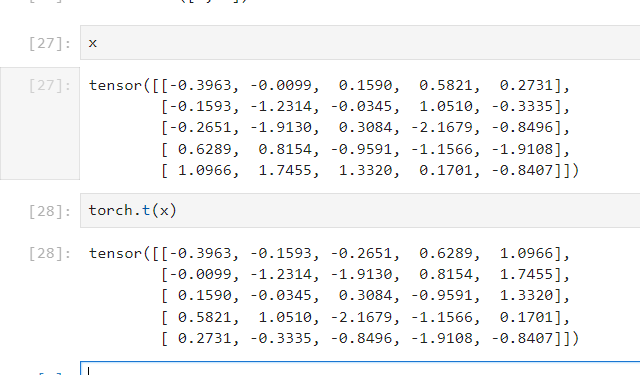 [27]: x
[27]: tensor([[-0.3963, -0.0099,  0.1590,  0.5821,  0.2731],
[-0.1593, -1.2314, -0.0345,  1.0510, -0.3335],
[-0.2651, -1.9130,  0.3084, -2.1679, -0.8496],
[ 0.6289,  0.8154, -0.9591, -1.1566, -1.9108],
[ 1.0966,  1.7455,  1.3320,  0.1701, -0.8407]])
[28]: torch.t(x)
[28]: tensor([[-0.3963, -0.1593, -0.2651,  0.6289,  1.0966],
[-0.0099, -1.2314, -1.9130,  0.8154,  1.7455],
[ 0.1590, -0.0345,  0.3084, -0.9591,  1.3320],
[ 0.5821,  1.0510, -2.1679, -1.1566,  0.1701],
[ 0.2731, -0.3335, -0.8496, -1.9108, -0.8407]])